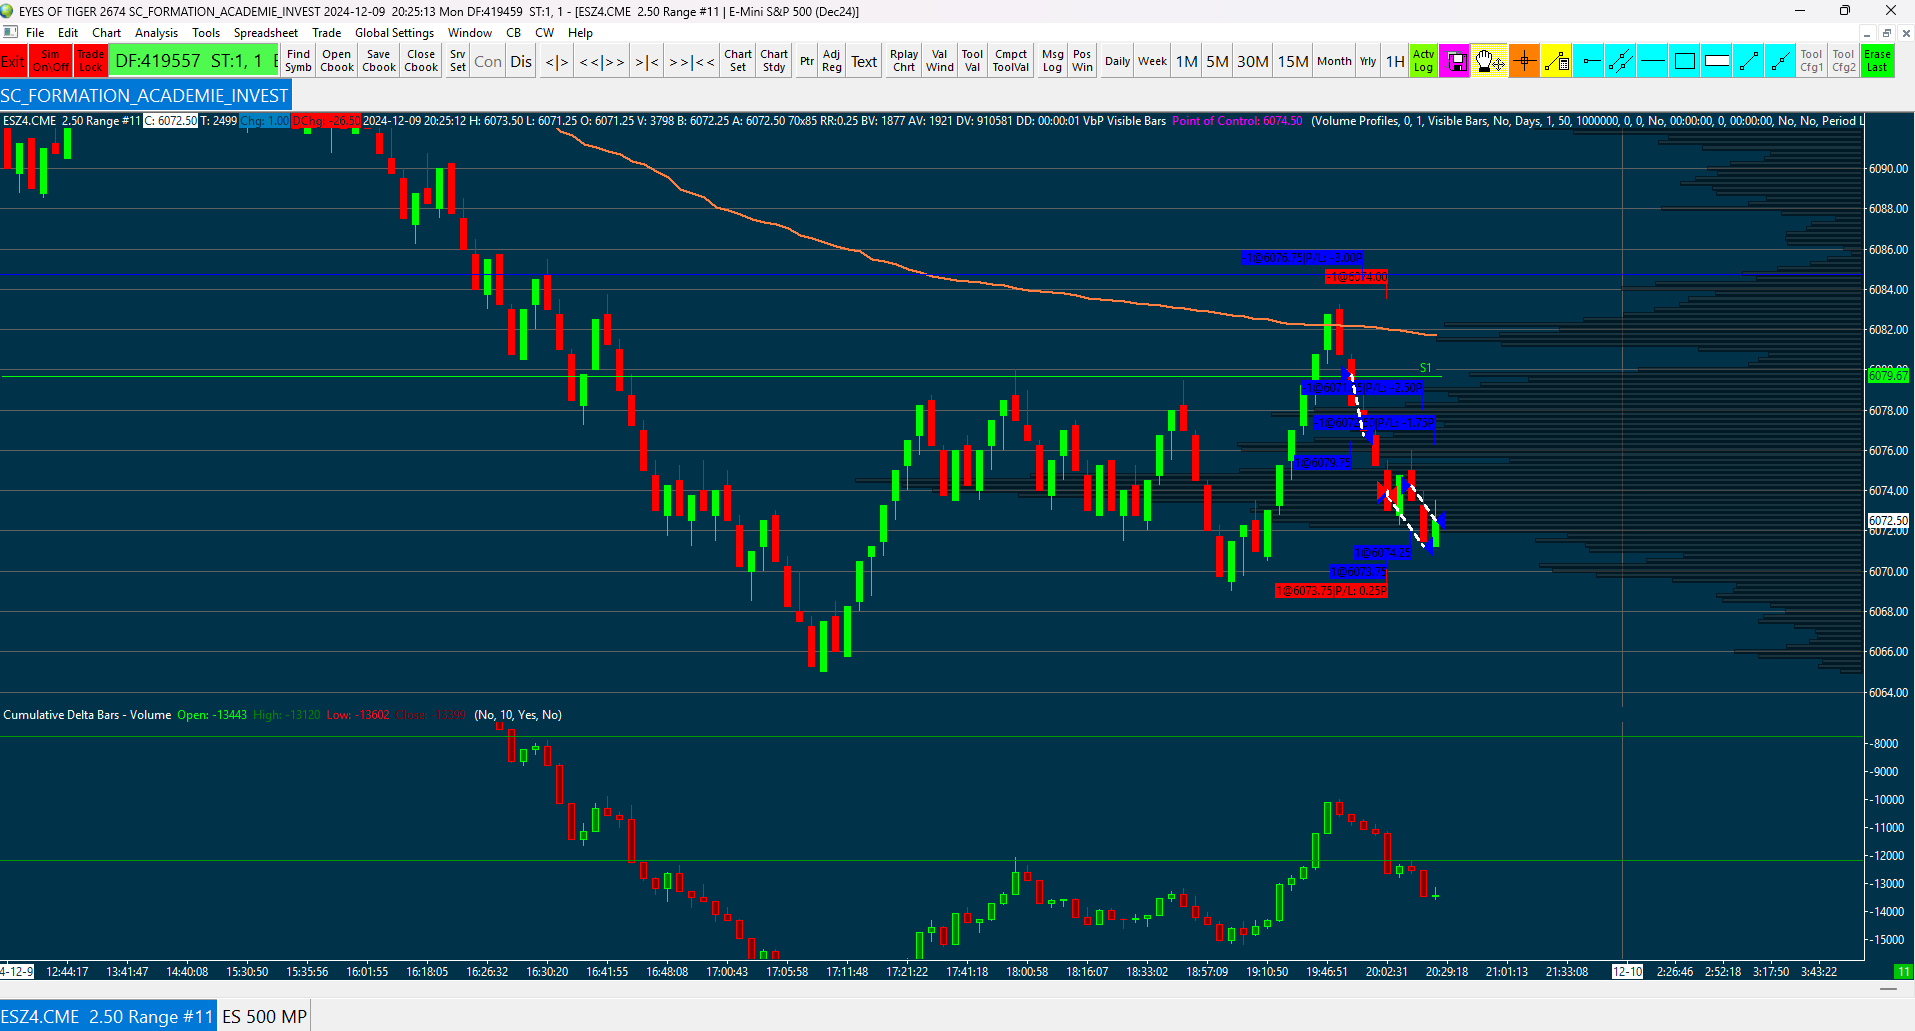 EYES OF TIGER 2674 SC_FORMATION_ACADEMIE_INVEST 2024-12-09 20:25:13 Mon DF:419459 ST:1, 1 - [ESZ4.CME 2.50 Range #11 | E-Mini S&P 500 (Dec24)]
File Edit Chart Analysis Tools Spreadsheet Trade Global Settings Window CB CW Help
Exit Sim On\Off Trade Lock DF:419557 ST:1, 1 Find Symb Open Cbook Save Cbook Close Cbook Srv Set Con Dis <|> <<|>> >|< >>|<< Chart Set Chart Stdy Ptr Adj Reg Text Rplay Chrt Val Wind Tool Val Cmpct ToolVal Msg Log Pos Win Daily Week 1M 5M 30M 15M Month Yrly 1H Actv Log Tool Cfg1 Tool Cfg2 Erase Last
SC_FORMATION_ACADEMIE_INVEST
ESZ4.CME 2.50 Range #11 C: 6072.50 T: 2499 Chg: 1.00 DChg: -26.50 2024-12-09 20:25:12 H: 6073.50 L: 6071.25 O: 6071.25 V: 3798 B: 6072.25 A: 6072.50 70x85 RR:0.25 BV: 1877 AV: 1921 DV: 910581 DD: 00:00:01 VbP Visible Bars Point of Control: 6074.50 (Volume Profiles, 0, 1, Visible Bars, No, Days, 1, 50, 1000000, 0, 0, No, 00:00:00, 0, 00:00:00, No, No, Period L
6090.00
6088.00
6086.00
-1@6076.75|P/L: -3.00P
-1@6074.00
6084.00
6082.00
S1
6079.67
6078.00
6076.00
1@6079.75
6074.00
6072.50
6072.00
1@6074.25
1@6073.75
6070.00
1@6073.75|P/L: 0.25P
6068.00
6066.00
6064.00
Cumulative Delta Bars - Volume Open: -13443 High: -13120 Low: -13602 Close: -13399 (No, 10, Yes, No)
-8000
-9000
-10000
-11000
-12000
-13000
-14000
-15000
4-12-9 12:44:17 13:41:47 14:40:08 15:30:50 15:35:56 16:01:55 16:18:05 16:26:32 16:30:20 16:41:55 16:48:08 17:00:43 17:05:58 17:11:48 17:21:22 17:41:18 18:00:58 18:16:07 18:33:02 18:57:09 19:10:50 19:46:51 20:02:31 20:29:18 21:01:13 21:33:08 12-10 2:26:46 2:52:18 3:17:50 3:43:22 11
ESZ4.CME 2.50 Range #11 ES 500 MP